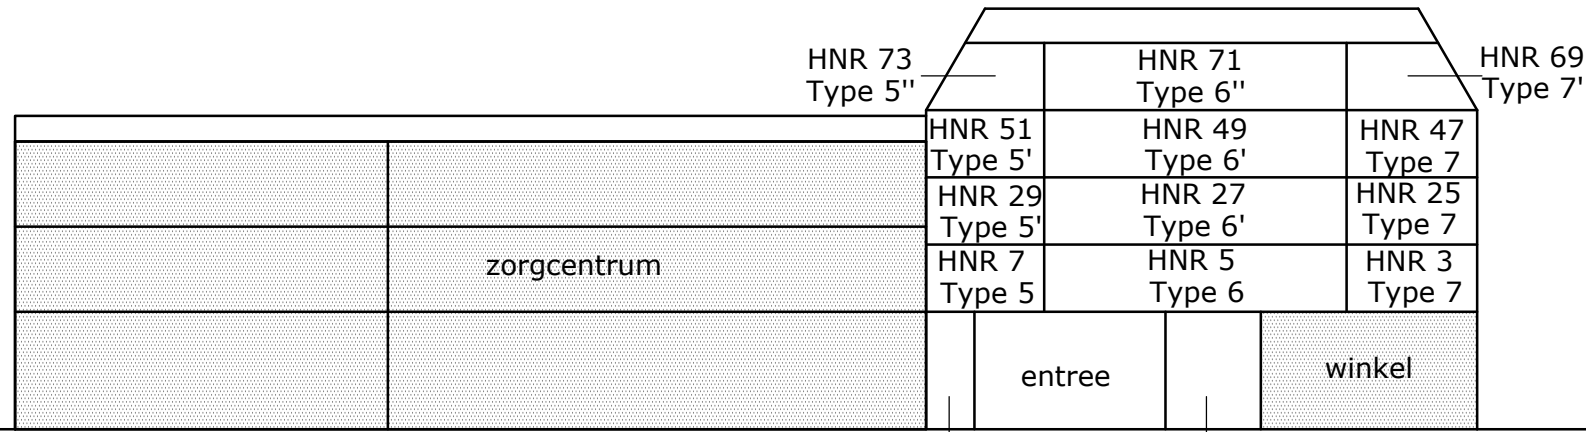 HNR 73
Type 5''
HNR 71
Type 6''
HNR 69
Type 7'
HNR 51
Type 5'
HNR 49
Type 6'
HNR 47
Type 7
HNR 29
Type 5'
HNR 27
Type 6'
HNR 25
Type 7
zorgcentrum
HNR 7
Type 5
HNR 5
Type 6
HNR 3
Type 7
entree
winkel